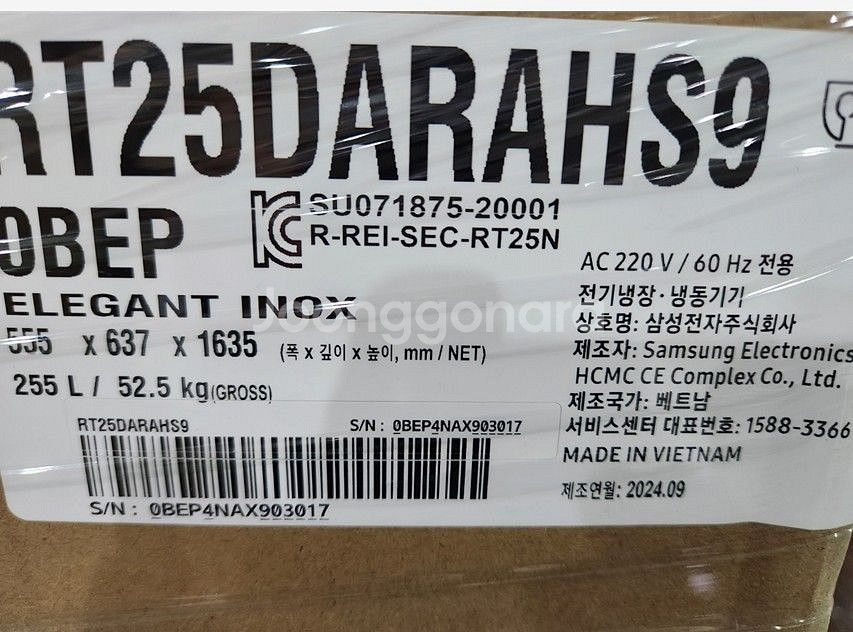 RT25DARAHS9
0BEP
SU071875-20001
R-REI-SEC-RT25N
ELEGANT INOX
555 x 637 x 1635 (폭 x 깊이 x 높이, mm / NET)
255 L / 52.5 kg(GROSS)
RT25DARAHS9 S/N : 0BEP4NAX903017
S/N : 0BEP4NAX903017
AC 220 V / 60 Hz 전용
전기냉장·냉동기기
상호명: 삼성전자주식회사
제조자: Samsung Electronics
HCMC CE Complex Co., Ltd.
제조국가: 베트남
서비스센터 대표번호: 1588-3366
MADE IN VIETNAM
제조연월: 2024.09
Joonggonara